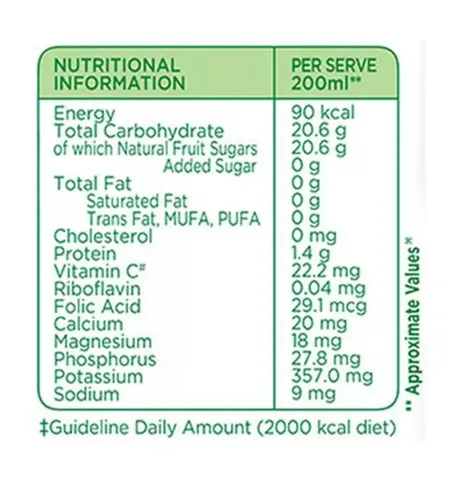 NUTRITIONAL INFORMATION PER SERVE 200ml**
Energy 90 kcal
Total Carbohydrate 20.6 g
of which Natural Fruit Sugars 20.6 g
Added Sugar 0 g
Total Fat 0 g
Saturated Fat 0 g
Trans Fat, MUFA, PUFA 0 g
Cholesterol 0 mg
Protein 1.4 g
Vitamin C# 22.2 mg
Riboflavin 0.04 mg
Folic Acid 29.1 mcg
Calcium 20 mg
Magnesium 18 mg
Phosphorus 27.8 mg
Potassium 357.0 mg
Sodium 9 mg
‡Guideline Daily Amount (2000 kcal diet)
** Approximate Values*